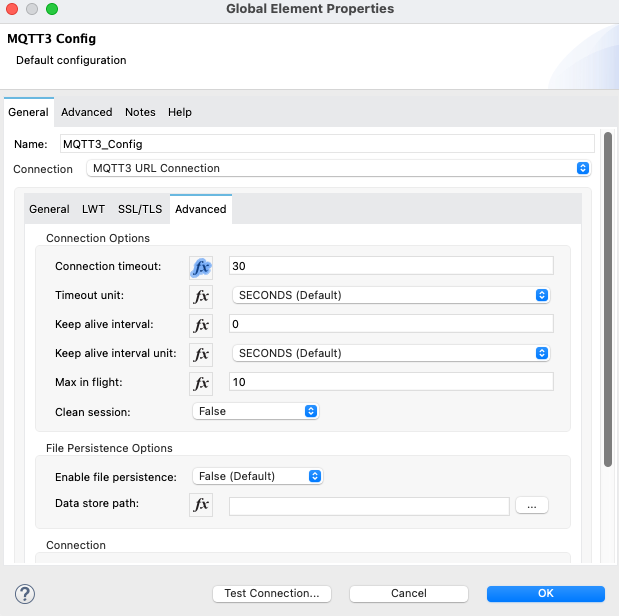 Global Element Properties
MQTT3 Config
Default configuration
General Advanced Notes Help
Name: MQTT3_Config
Connection MQTT3 URL Connection
General LWT SSL/TLS Advanced
Connection Options
Connection timeout: fx 30
Timeout unit: fx SECONDS (Default)
Keep alive interval: fx 0
Keep alive interval unit: fx SECONDS (Default)
Max in flight: fx 10
Clean session: False
File Persistence Options
Enable file persistence: False (Default)
Data store path: fx ...
Connection
? Test Connection... Cancel OK